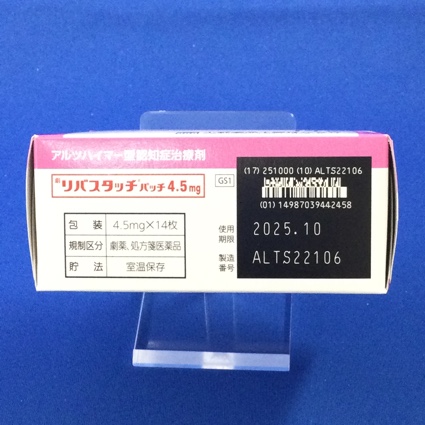 アルツハイマー型認知症治療剤
リバスタッチパッチ4.5mg
GS1
包装 4.5mg×14枚
規制区分 劇薬、処方箋医薬品
貯法 室温保存
(17) 251000 (10) ALTS22106
(01) 14987039442458
使用期限 2025.10
製造番号 ALTS22106